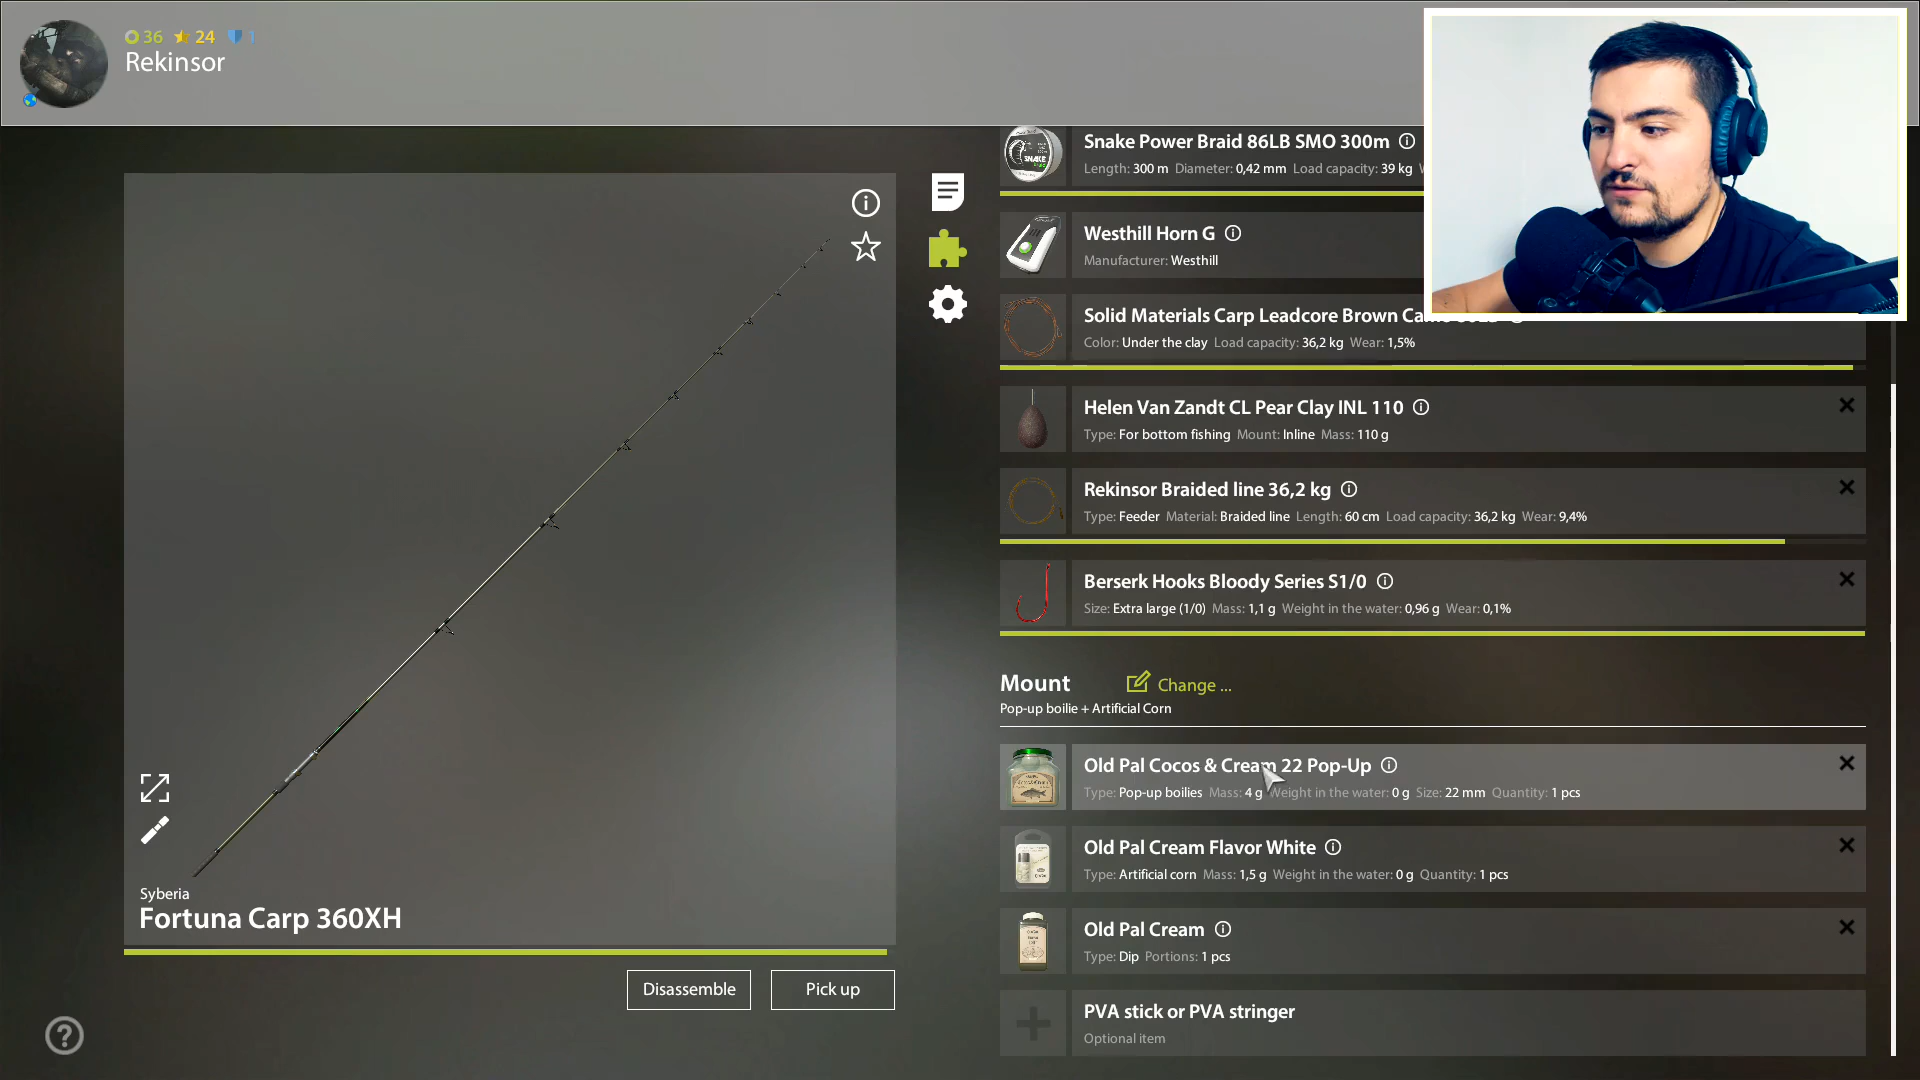 36 24 1
Rekinsor
Snake Power Braid 86LB SMO 300m
Length: 300 m Diameter: 0,42 mm Load capacity: 39 kg
Westhill Horn G
Manufacturer: Westhill
Solid Materials Carp Leadcore Brown
Color: Under the clay Load capacity: 36,2 kg Wear: 1,5%
Helen Van Zandt CL Pear Clay INL 110
Type: For bottom fishing Mount: Inline Mass: 110 g
Rekinsor Braided line 36,2 kg
Type: Feeder Material: Braided line Length: 60 cm Load capacity: 36,2 kg Wear: 9,4%
Berserk Hooks Bloody Series S1/0
Size: Extra large (1/0) Mass: 1,1 g Weight in the water: 0,96 g Wear: 0,1%
Mount Change ...
Pop-up boilie + Artificial Corn
Old Pal Cocos & Cream 22 Pop-Up
Type: Pop-up boilies Mass: 4 g Weight in the water: 0 g Size: 22 mm Quantity: 1 pcs
Old Pal Cream Flavor White
Type: Artificial corn Mass: 1,5 g Weight in the water: 0 g Quantity: 1 pcs
Old Pal Cream
Type: Dip Portions: 1 pcs
PVA stick or PVA stringer
Optional item
Syberia
Fortuna Carp 360XH
Disassemble Pick up